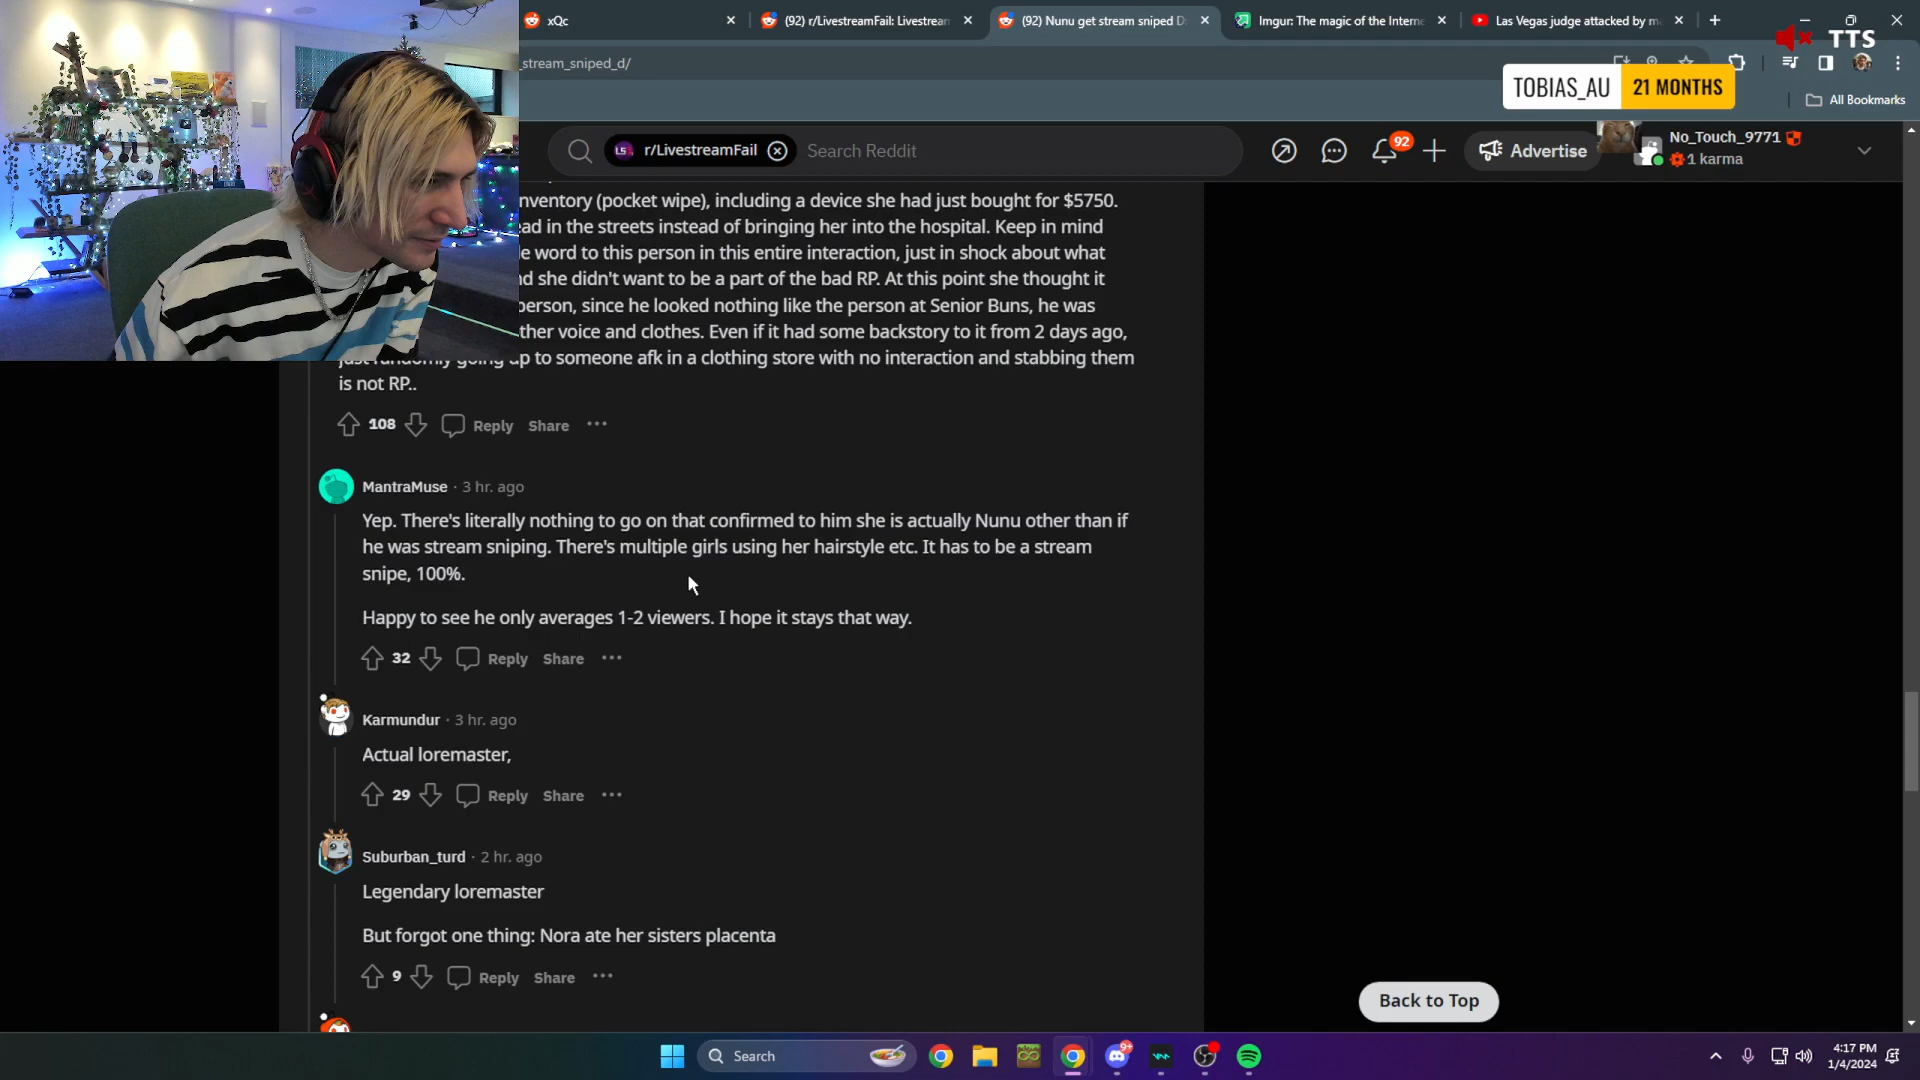 xQc
(92) r/LivestreamFail: Livestream
(92) Nunu get stream sniped D
Imgur: The magic of the Interne
Las Vegas judge attacked by m
TTS
_stream_sniped_d/
TOBIAS_AU 21 MONTHS
All Bookmarks
r/LivestreamFail
Search Reddit
92
Advertise
No_Touch_9771
1 karma
nventory (pocket wipe), including a device she had just bought for $5750.
ad in the streets instead of bringing her into the hospital. Keep in mind
e word to this person in this entire interaction, just in shock about what
d she didn't want to be a part of the bad RP. At this point she thought it
person, since he looked nothing like the person at Senior Buns, he was
ther voice and clothes. Even if it had some backstory to it from 2 days ago,
just randomly going up to someone afk in a clothing store with no interaction and stabbing them
is not RP..
108
Reply
Share
MantraMuse · 3 hr. ago
Yep. There's literally nothing to go on that confirmed to him she is actually Nunu other than if
he was stream sniping. There's multiple girls using her hairstyle etc. It has to be a stream
snipe, 100%.
Happy to see he only averages 1-2 viewers. I hope it stays that way.
32
Reply
Share
Karmundur · 3 hr. ago
Actual loremaster,
29
Reply
Share
Suburban_turd · 2 hr. ago
Legendary loremaster
But forgot one thing: Nora ate her sisters placenta
9
Reply
Share
Back to Top
Search
9+
4:17 PM
1/4/2024